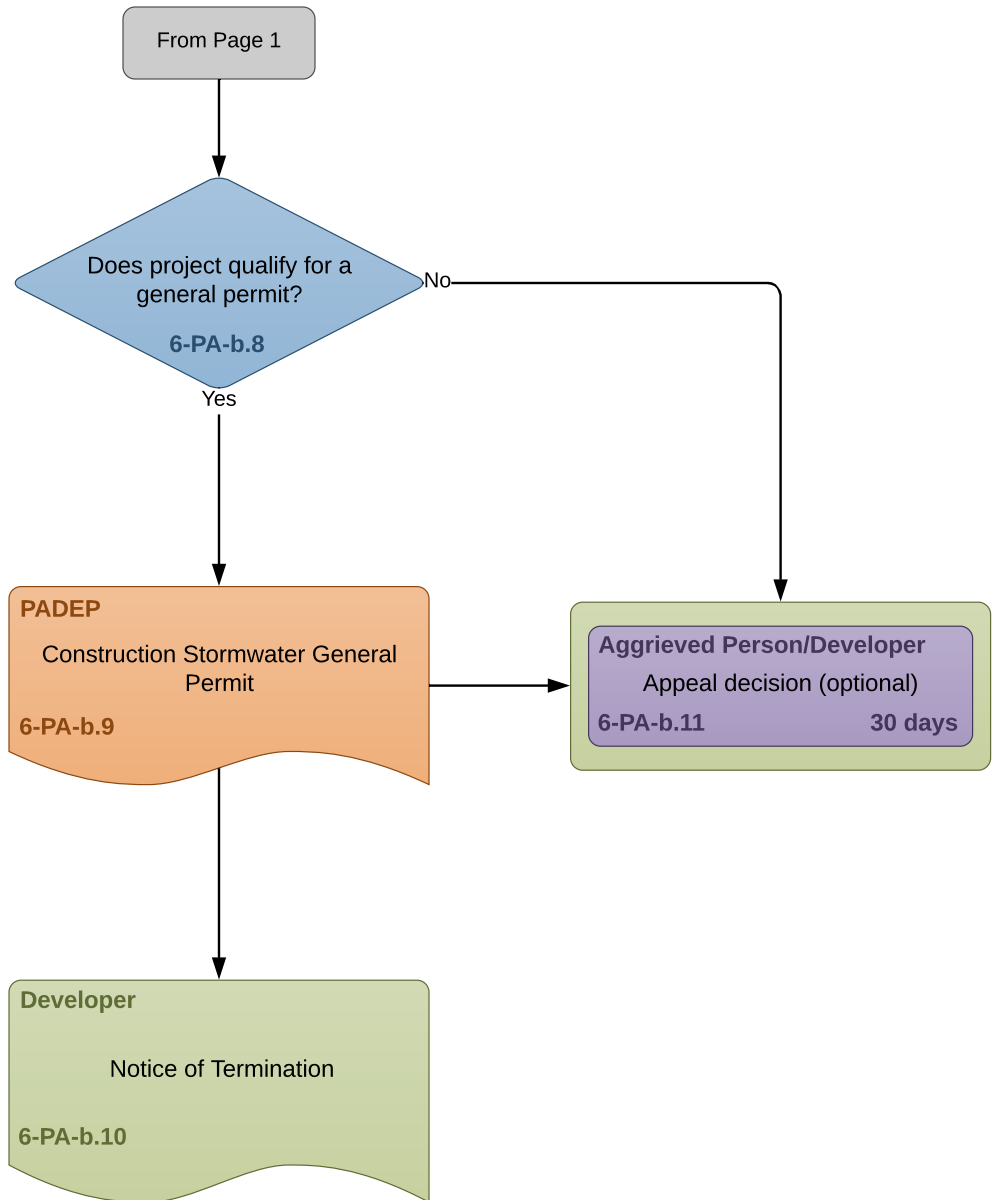 From Page 1
Does project qualify for a
general permit?
6-PA-b.8
No
Yes
PADEP
Construction Stormwater General
Permit
6-PA-b.9
Aggrieved Person/Developer
Appeal decision (optional)
6-PA-b.11 30 days
Developer
Notice of Termination
6-PA-b.10